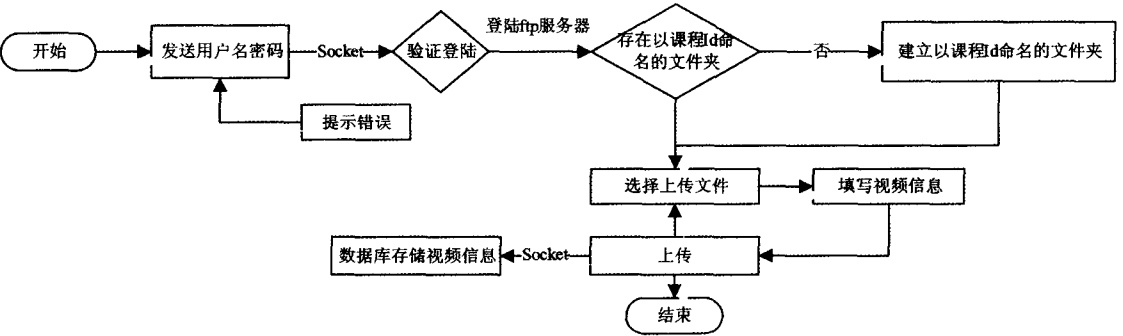 登陆ftp服务器
开始
发送用户名密码
Socket
验证登陆
存在以课程Id命
名的文件夹
否
建立以课程Id命名的文件夹
提示错误
选择上传文件
填写视频信息
数据库存储视频信息
Socket
上传
结束